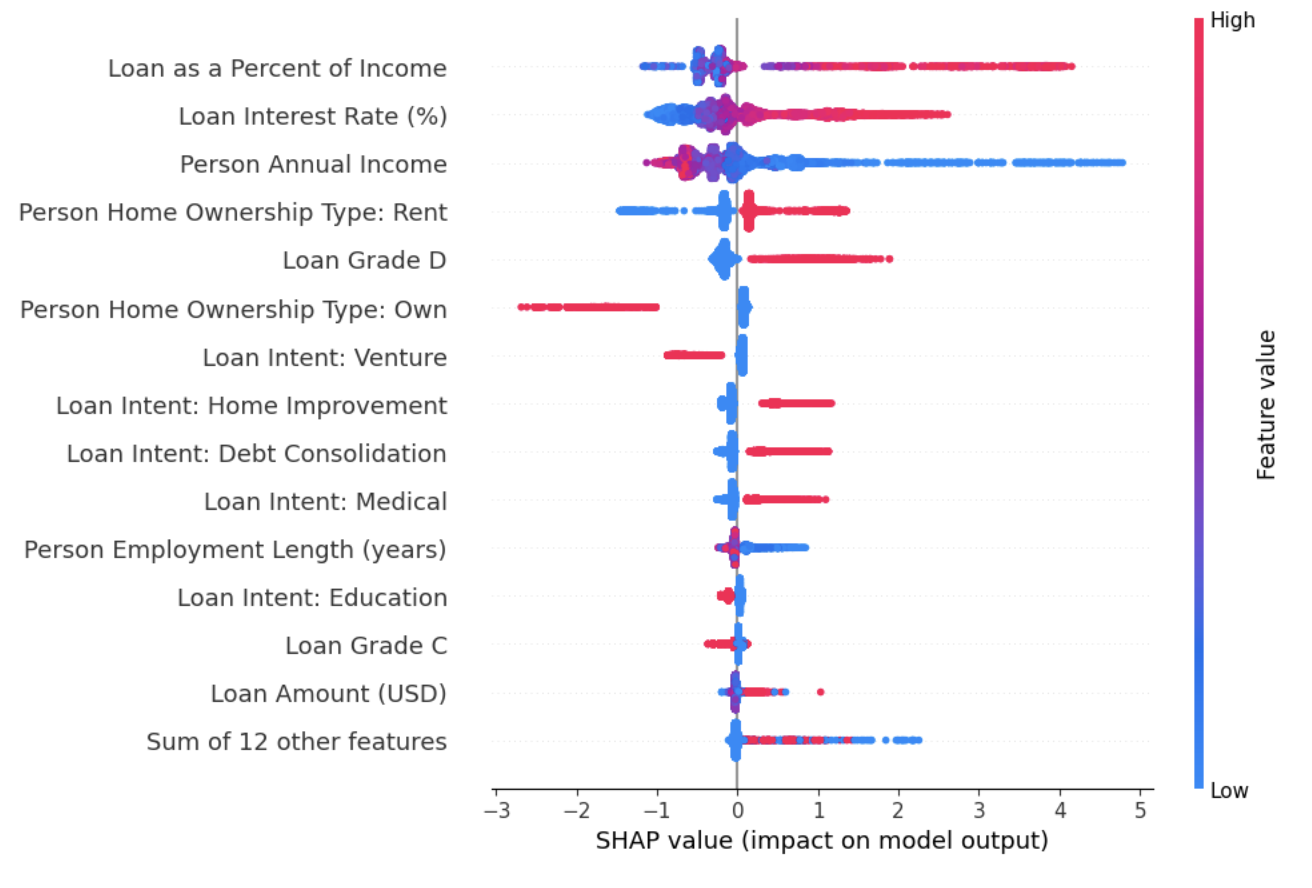 High
Loan as a Percent of Income
Loan Interest Rate (%)
Person Annual Income
Person Home Ownership Type: Rent
Loan Grade D
Person Home Ownership Type: Own
Loan Intent: Venture
Loan Intent: Home Improvement
Loan Intent: Debt Consolidation
Loan Intent: Medical
Person Employment Length (years)
Loan Intent: Education
Loan Grade C
Loan Amount (USD)
Sum of 12 other features
Feature value
Low
−3 −2 −1 0 1 2 3 4 5
SHAP value (impact on model output)